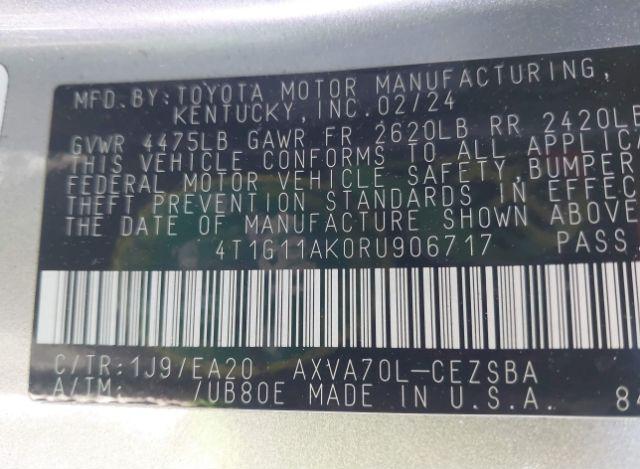 MFD. BY: TOYOTA MOTOR MANUFACTURING,
KENTUCKY, INC. 02/24
GVWR 4475LB GAWR FR 2620LB RR 2420LB
THIS VEHICLE CONFORMS TO ALL APPLICA
FEDERAL MOTOR VEHICLE SAFETY, BUMPER
THEFT PREVENTION STANDARDS IN EFFEC
THE DATE OF MANUFACTURE SHOWN ABOVE
4T1G11AK0RU906717 PASS
C/TR: 1J9/EA20 AXVA70L-CEZSBA
A/TM: /UB80E MADE IN U.S.A. 84